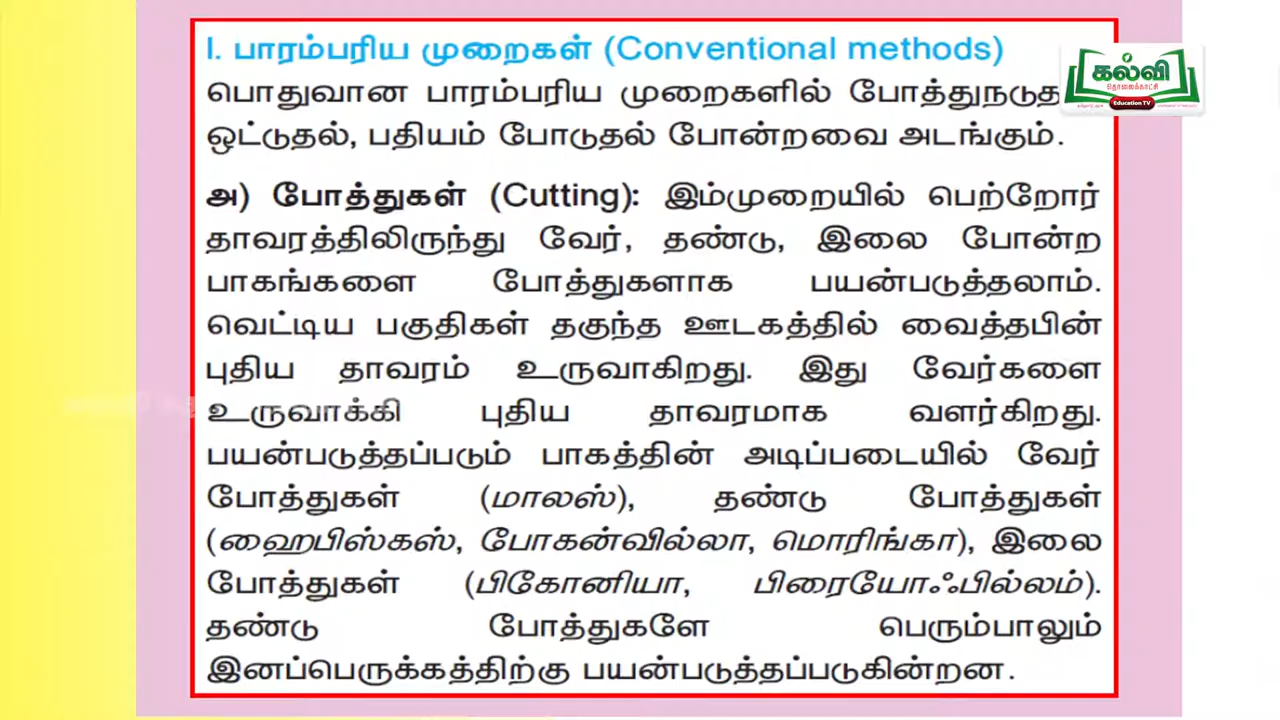 I. பாரம்பரிய முறைகள் (Conventional methods)
பொதுவான பாரம்பரிய முறைகளில் போத்துநடுத
ஒட்டுதல், பதியம் போடுதல் போன்றவை அடங்கும்.
அ) போத்துகள் (Cutting): இம்முறையில் பெற்றோர்
தாவரத்திலிருந்து வேர், தண்டு, இலை போன்ற
பாகங்களை போத்துகளாக பயன்படுத்தலாம்.
வெட்டிய பகுதிகள் தகுந்த ஊடகத்தில் வைத்தபின்
புதிய தாவரம் உருவாகிறது. இது வேர்களை
உருவாக்கி புதிய தாவரமாக வளர்கிறது.
பயன்படுத்தப்படும் பாகத்தின் அடிப்படையில் வேர்
போத்துகள் (மாலஸ்), தண்டு போத்துகள்
(ஹைபிஸ்கஸ், போகன்வில்லா, மொரிங்கா), இலை
போத்துகள் (பிகோனியா, பிரையோஃபில்லம்).
தண்டு போத்துகளே பெரும்பாலும்
இனப்பெருக்கத்திற்கு பயன்படுத்தப்படுகின்றன.
கல்வி
தொலைக்காட்சி
Education TV